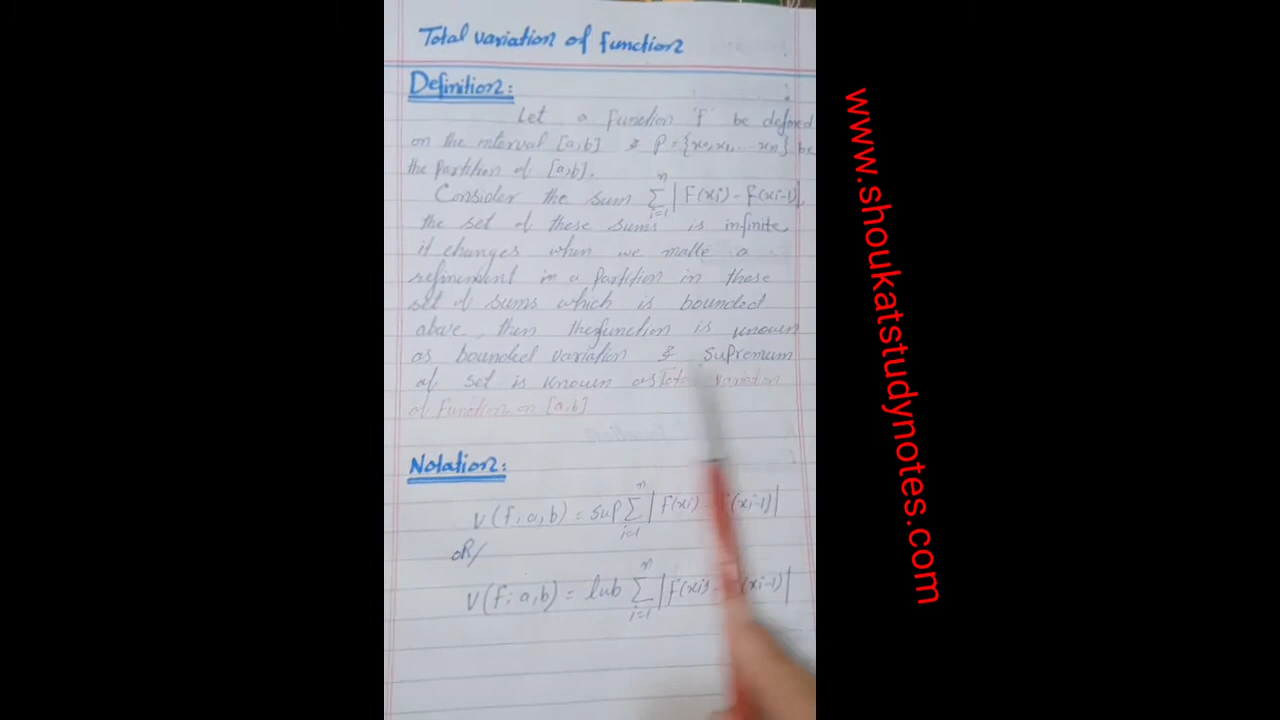 Total variation of function
Definition:
Let a function 'f' be defined
on the interval [a,b] & P = {x0, x1, ... xn} be
the partition of [a,b].
Consider the sum n∑i=1 | F(xi) - f(xi-1)|,
the set of these sums is infinite,
it changes when we make a
refinement in a partition in these
set of sums which is bounded
above, then the function is known
as bounded variation & supremum
of set is known as Total variation
of function on [a,b]
Notation:
V(f; a, b) = sup n∑i=1 | F(xi) - (xi-1)|
OR/
V(f; a, b) = lub n∑i=1 | f(xi) - (xi-1)|
www.shoukatstudynotes.com